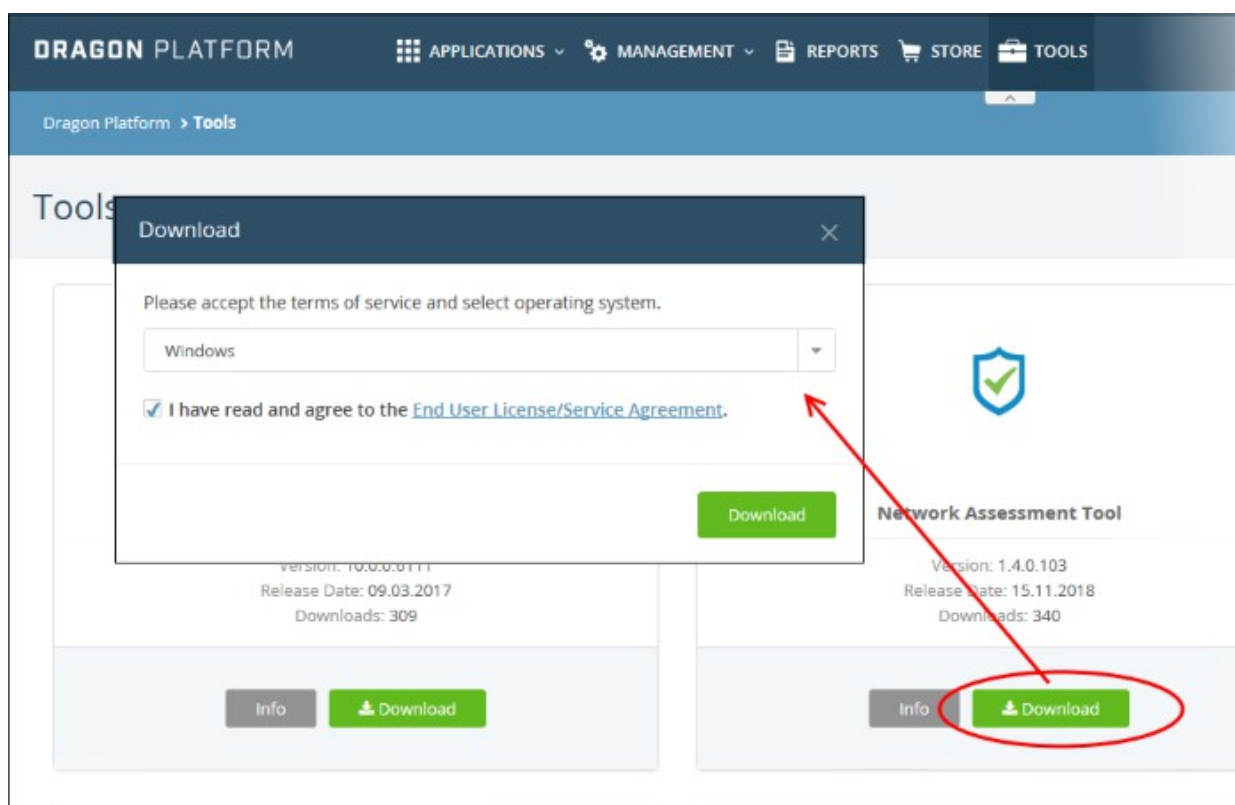 DRAGON PLATFORM APPLICATIONS MANAGEMENT REPORTS STORE TOOLS
Dragon Platform > Tools
Tools
Download
Please accept the terms of service and select operating system.
Windows
I have read and agree to the End User License/Service Agreement.
Download
Network Assessment Tool
Release Date: 09.03.2017
Downloads: 309
Info Download
Version: 1.4.0.103
Release Date: 15.11.2018
Downloads: 340
Info Download